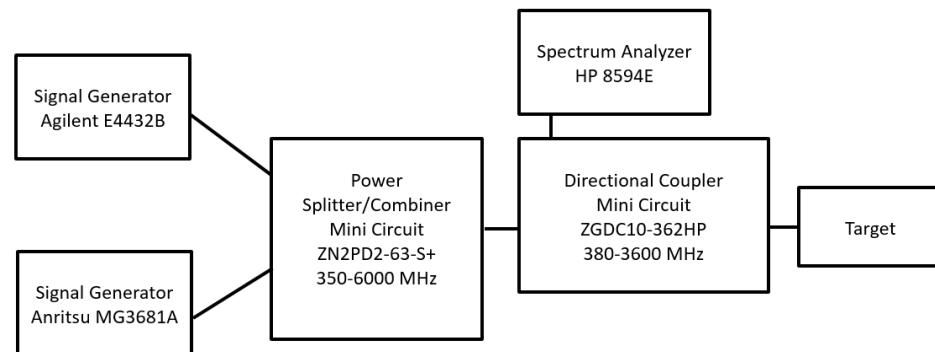 Signal Generator
Agilent E4432B
Signal Generator
Anritsu MG3681A
Power
Splitter/Combiner
Mini Circuit
ZN2PD2-63-S+
350-6000 MHz
Spectrum Analyzer
HP 8594E
Directional Coupler
Mini Circuit
ZGDC10-362HP
380-3600 MHz
Target